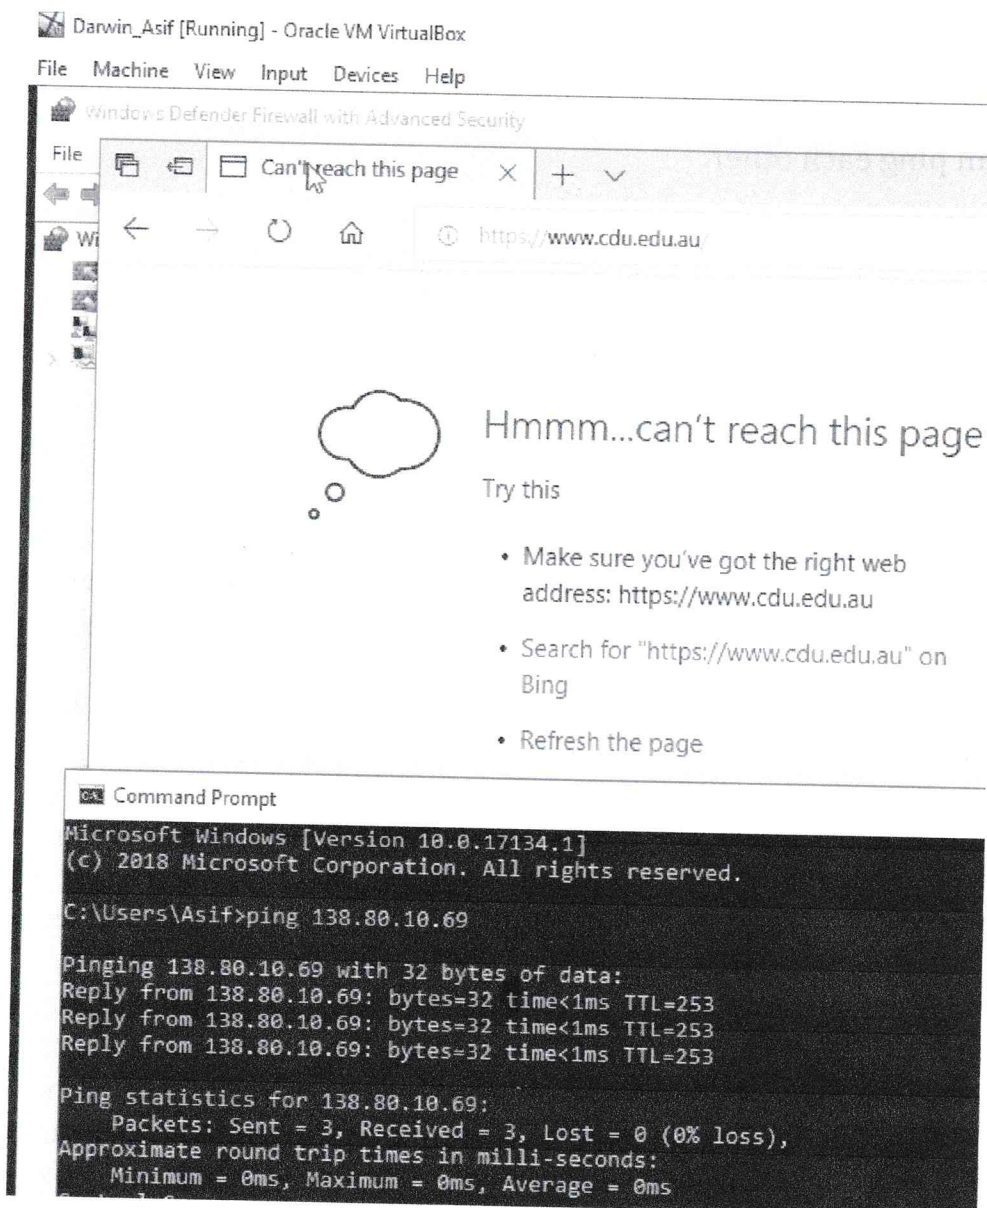 Darwin_Asif [Running] - Oracle VM VirtualBox
File Machine View Input Devices Help
Windows Defender Firewall with Advanced Security
File
Can't reach this page
Wi
https://www.cdu.edu.au/
Hmmm...can't reach this page
Try this
• Make sure you've got the right web
address: https://www.cdu.edu.au
• Search for "https://www.cdu.edu.au" on
Bing
• Refresh the page
Command Prompt
Microsoft Windows [Version 10.0.17134.1]
(c) 2018 Microsoft Corporation. All rights reserved.
C:\Users\Asif>ping 138.80.10.69
Pinging 138.80.10.69 with 32 bytes of data:
Reply from 138.80.10.69: bytes=32 time<1ms TTL=253
Reply from 138.80.10.69: bytes=32 time<1ms TTL=253
Reply from 138.80.10.69: bytes=32 time<1ms TTL=253
Ping statistics for 138.80.10.69:
Packets: Sent = 3, Received = 3, Lost = 0 (0% loss),
Approximate round trip times in milli-seconds:
Minimum = 0ms, Maximum = 0ms, Average = 0ms